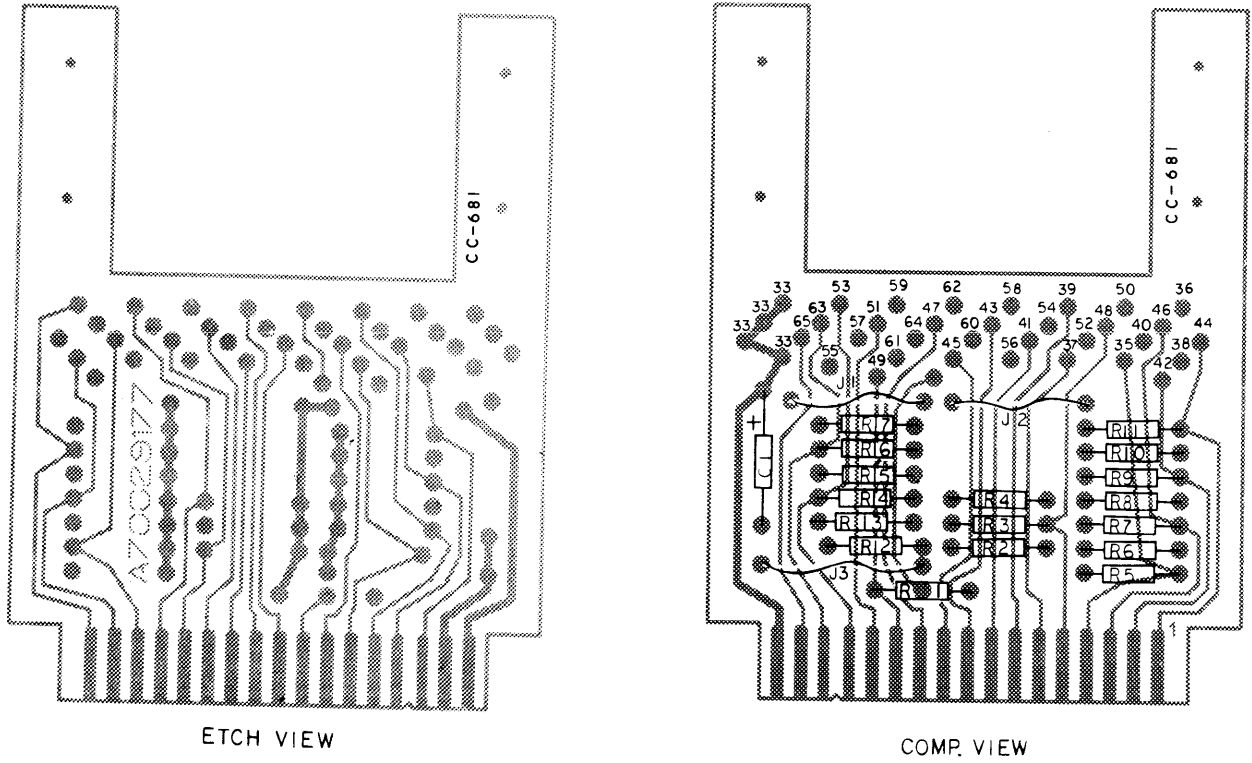 CC-681
A70C29177
ETCH VIEW
CC-681
33 53 59 62 58 39 50 36
33 63 51 47 43 54 48 46
33 65 57 64 60 41 52 40 44
33 55 61 45 56 37 35 38
49 42
J1
J2
+
C1
R17
R16
R15
R14
R13
R12
J3
R1
R4
R3
R2
R11
R10
R9
R8
R7
R6
R5
1
COMP. VIEW